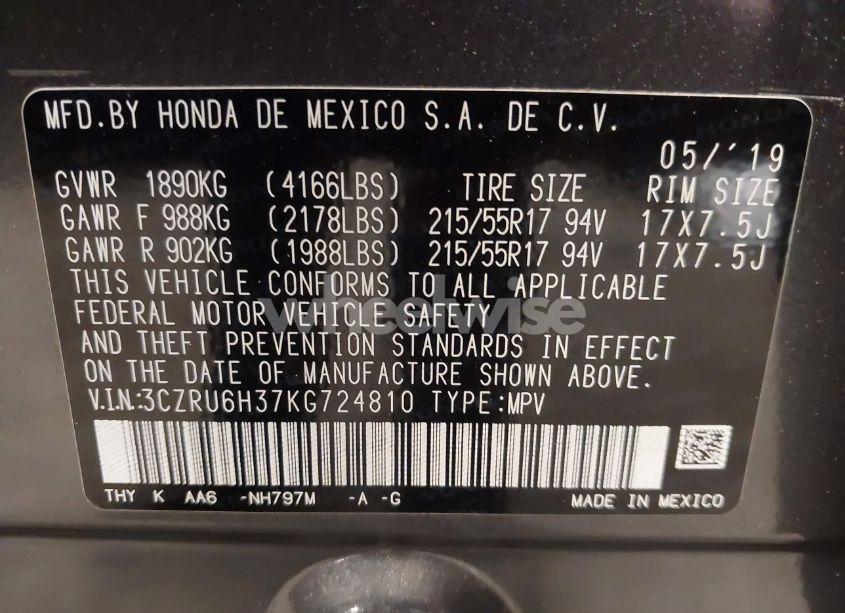 MFD.BY HONDA DE MEXICO S.A. DE C.V.
05/´19
GVWR 1890KG (4166LBS) TIRE SIZE RIM SIZE
GAWR F 988KG (2178LBS) 215/55R17 94V 17X7.5J
GAWR R 902KG (1988LBS) 215/55R17 94V 17X7.5J
THIS VEHICLE CONFORMS TO ALL APPLICABLE
FEDERAL MOTOR VEHICLE SAFETY
wheelwise
AND THEFT PREVENTION STANDARDS IN EFFECT
ON THE DATE OF MANUFACTURE SHOWN ABOVE.
V.I.N:3CZRU6H37KG724810 TYPE:MPV
THY K AA6 -NH797M -A -G MADE IN MEXICO